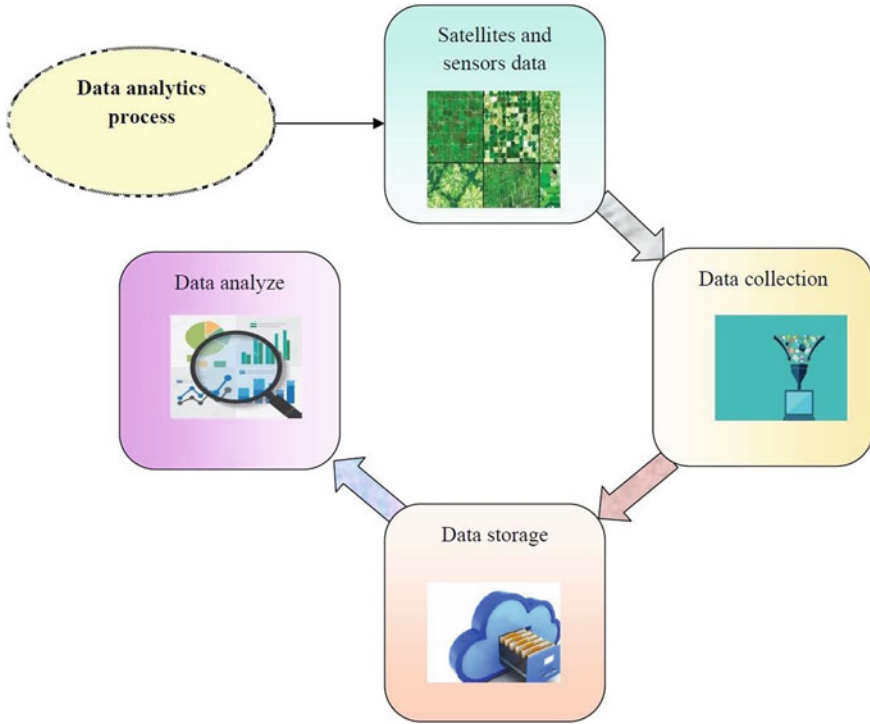 Data analytics
process
Satellites and
sensors data
Data collection
Data storage
Data analyze